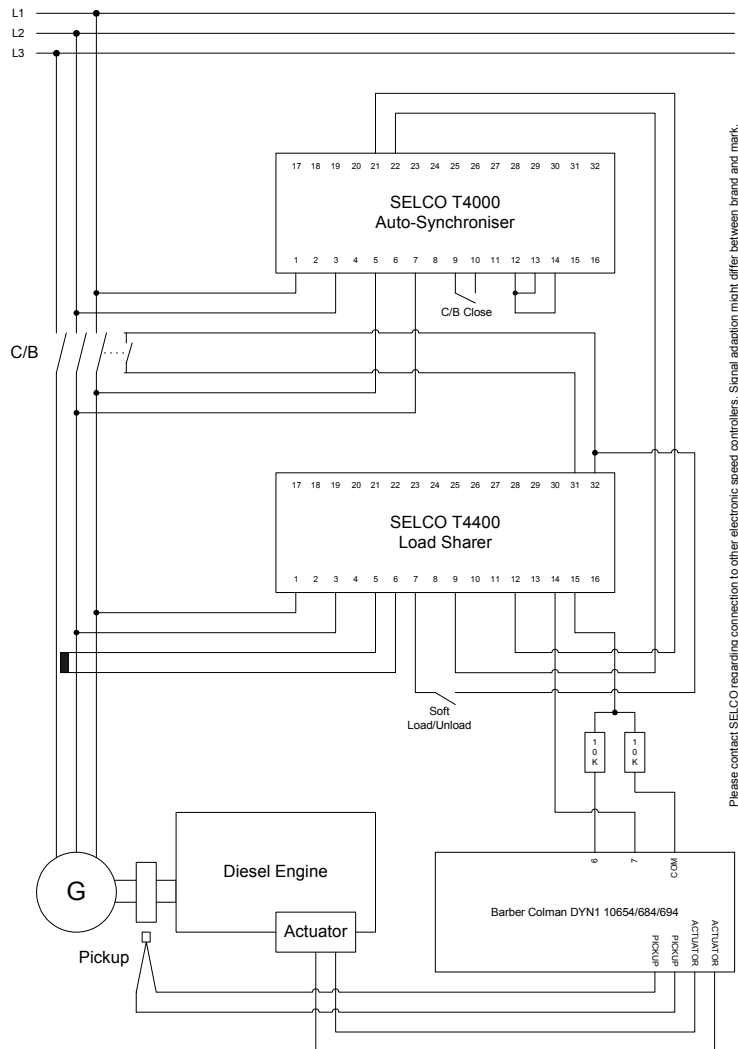 L1
L2
L3
17 18 19 20 21 22 23 24 25 26 27 28 29 30 31 32
SELCO T4000
Auto-Synchroniser
1 2 3 4 5 6 7 8 9 10 11 12 13 14 15 16
C/B Close
C/B
17 18 19 20 21 22 23 24 25 26 27 28 29 30 31 32
SELCO T4400
Load Sharer
1 2 3 4 5 6 7 8 9 10 11 12 13 14 15 16
Soft
Load/Unload
10K
10K
6 7 COM
Diesel Engine
G
Barber Colman DYN1 10654/684/694
Actuator
Pickup
PICKUP
PICKUP
ACTUATOR
ACTUATOR
Please contact SELCO regarding connection to other electronic speed controllers. Signal adaption might differ between brand and mark.